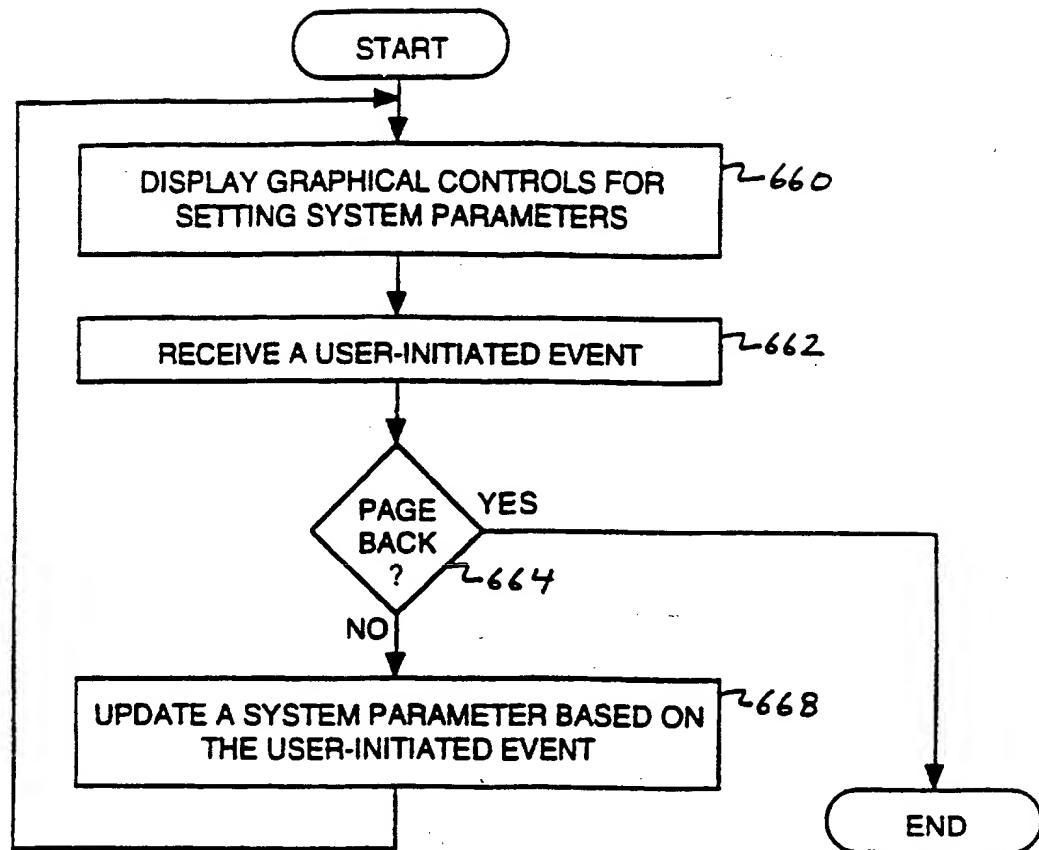 START
DISPLAY GRAPHICAL CONTROLS FOR
SETTING SYSTEM PARAMETERS
660
RECEIVE A USER-INITIATED EVENT
662
PAGE
BACK
?
YES
664
NO
UPDATE A SYSTEM PARAMETER BASED ON
THE USER-INITIATED EVENT
668
END